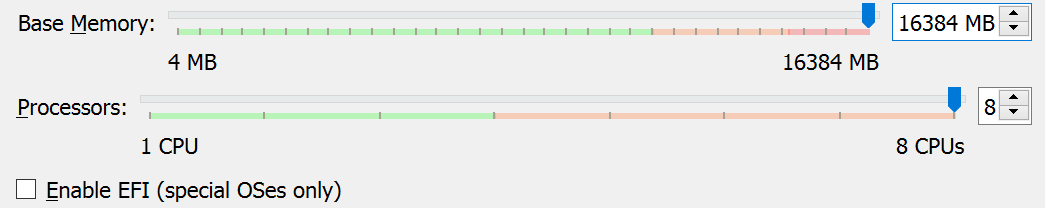 Base Memory: 16384 MB
4 MB 16384 MB
Processors: 8
1 CPU 8 CPUs
Enable EFI (special OSes only)